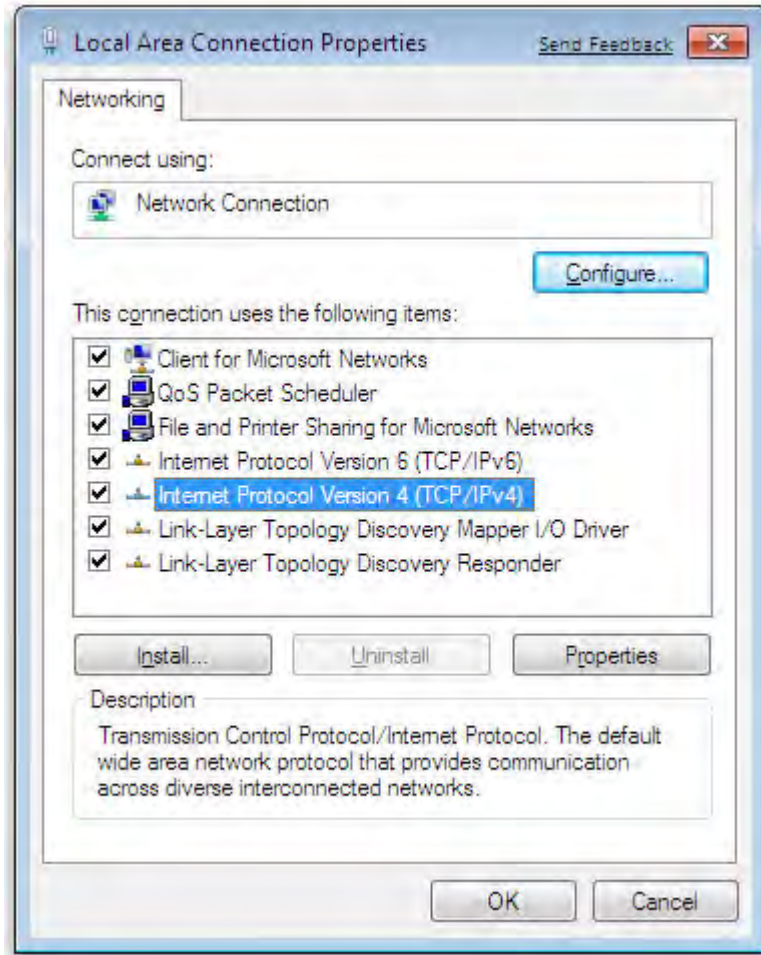 Local Area Connection Properties
Send Feedback
Networking
Connect using:
Network Connection
Configure...
This connection uses the following items:
Client for Microsoft Networks
QoS Packet Scheduler
File and Printer Sharing for Microsoft Networks
Internet Protocol Version 6 (TCP/IPv6)
Internet Protocol Version 4 (TCP/IPv4)
Link-Layer Topology Discovery Mapper I/O Driver
Link-Layer Topology Discovery Responder
Install...
Uninstall
Properties
Description
Transmission Control Protocol/Internet Protocol. The default
wide area network protocol that provides communication
across diverse interconnected networks.
OK
Cancel